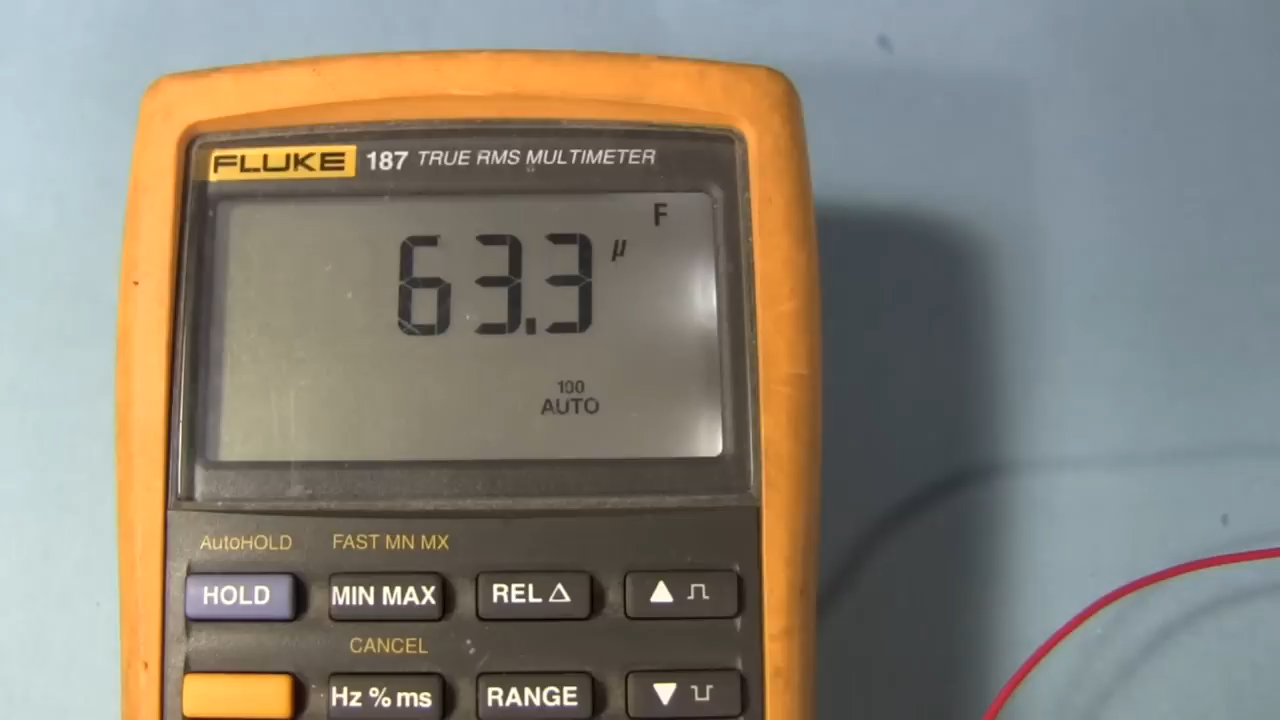 FLUKE 187 TRUE RMS MULTIMETER
F
63.3 µ
100
AUTO
AutoHOLD FAST MN MX
HOLD MIN MAX REL Δ ▲ ⎍
CANCEL
Hz % ms RANGE ▼